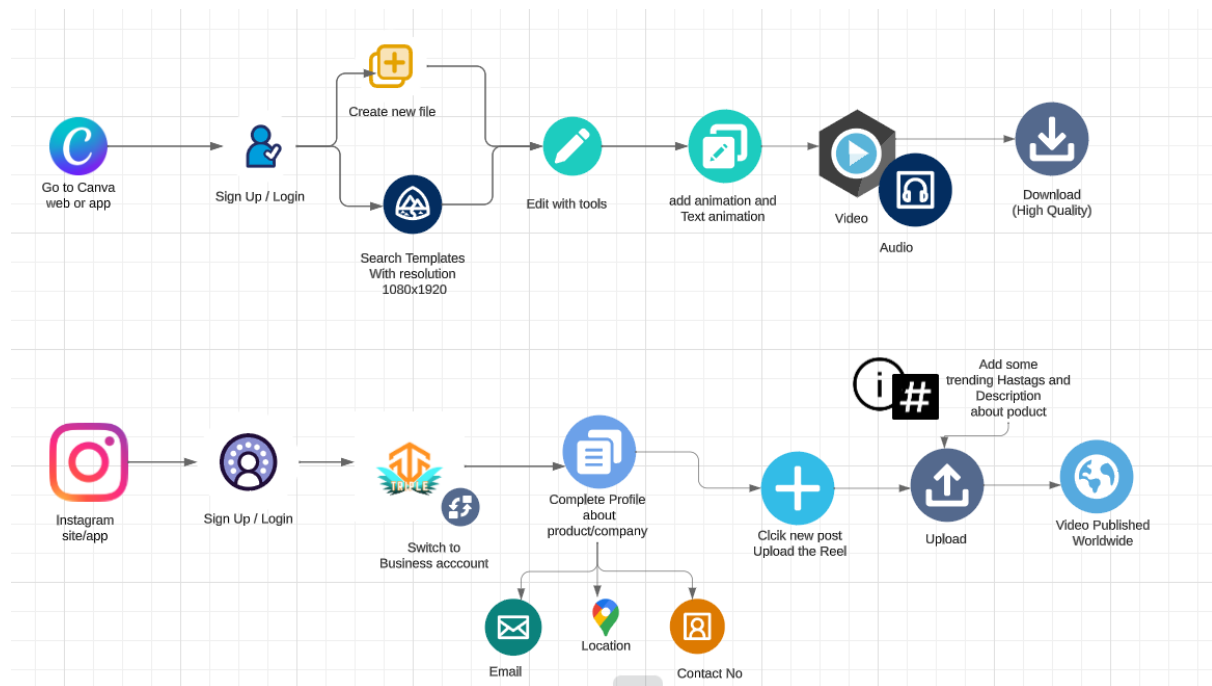 Create new file
Go to Canva
web or app
Sign Up / Login
Search Templates
With resolution
1080x1920
Edit with tools
add animation and
Text animation
Video
Audio
Download
(High Quality)
Instagram
site/app
Sign Up / Login
TRIPLE
Switch to
Business acccount
Complete Profile
about
product/company
Email
Location
Contact No
Clcik new post
Upload the Reel
i
#
Add some
trending Hastags and
Description
about poduct
Upload
Video Published
Worldwide